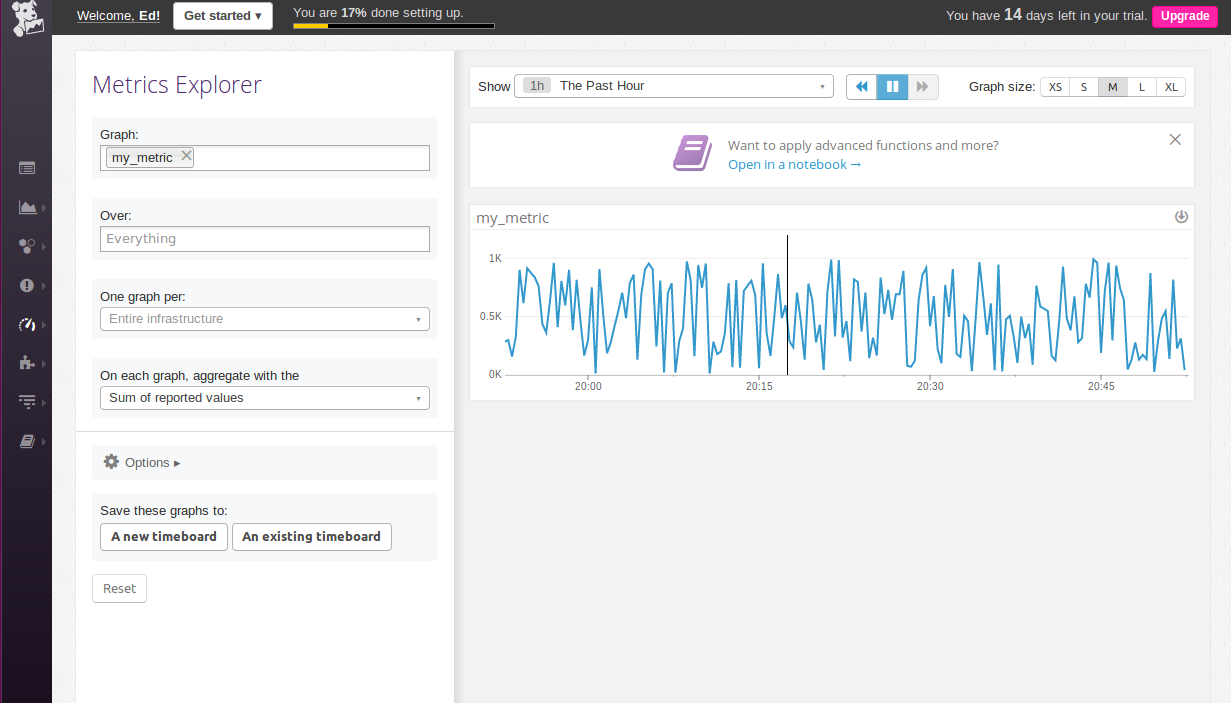 Welcome, Ed!
Get started ▾
You are 17% done setting up.
You have 14 days left in your trial.
Upgrade
Metrics Explorer
Graph:
my_metric
Over:
Everything
One graph per:
Entire infrastructure
On each graph, aggregate with the
Sum of reported values
Options ▸
Save these graphs to:
A new timeboard
An existing timeboard
Reset
Show
1h The Past Hour
Graph size:
XS S M L XL
Want to apply advanced functions and more?
Open in a notebook →
my_metric
1K
0.5K
0K
20:00 20:15 20:30 20:45